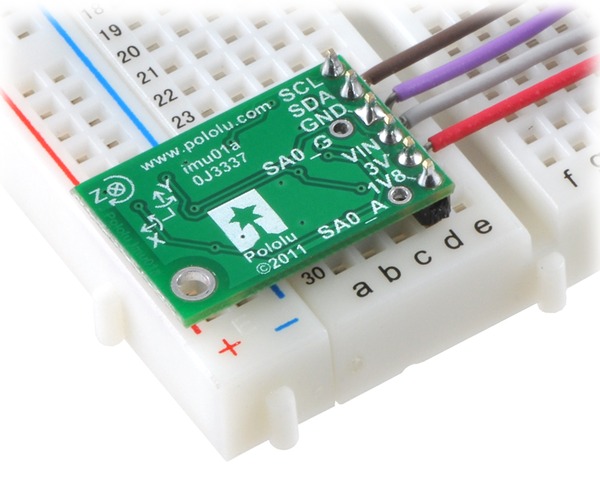 18
19
20
21
22
23
www.pololu.com
imu01a
0J3337
SCL
SDA
GND
SA0_G
VIN
3V
1V8
SA0_A
Z
Y
X
Pololu
©2011
30
a b c d e
f g
+
−